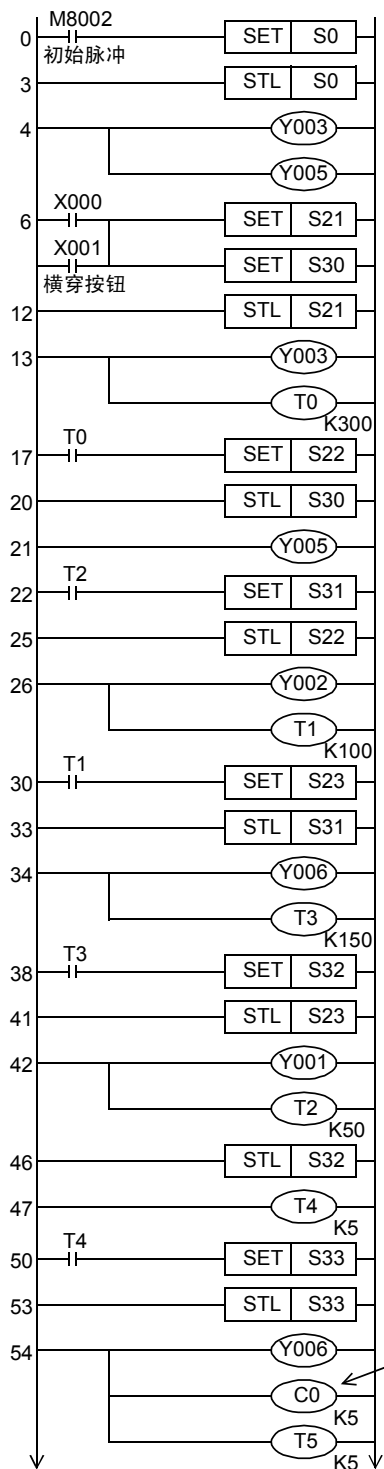 M8002
0 SET S0
初始脉冲
3 STL S0
4 Y003
Y005
X000
6 SET S21
X001
SET S30
横穿按钮
12 STL S21
13 Y003
T0
K300
T0
17 SET S22
20 STL S30
21 Y005
T2
22 SET S31
25 STL S22
26 Y002
T1
K100
T1
30 SET S23
33 STL S31
34 Y006
T3
K150
T3
38 SET S32
41 STL S23
42 Y001
T2
K50
46 STL S32
47 T4
K5
T4
50 SET S33
53 STL S33
54 Y006
C0
K5
T5
K5